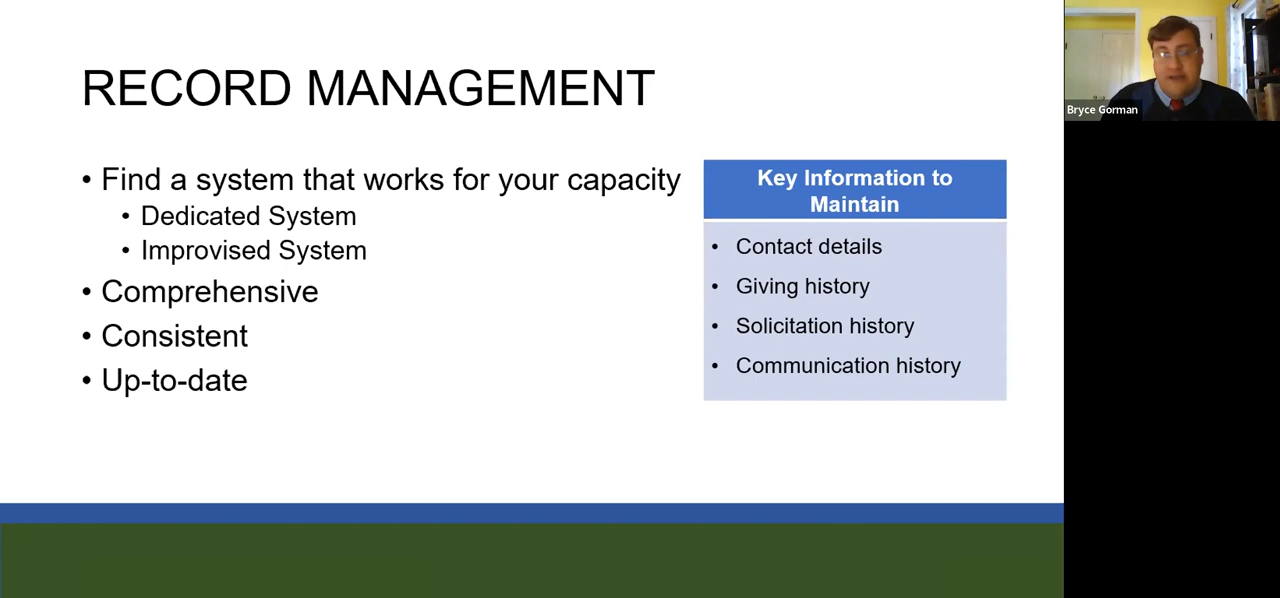 RECORD MANAGEMENT
• Find a system that works for your capacity
• Dedicated System
• Improvised System
• Comprehensive
• Consistent
• Up-to-date
Key Information to
Maintain
• Contact details
• Giving history
• Solicitation history
• Communication history
Bryce Gorman